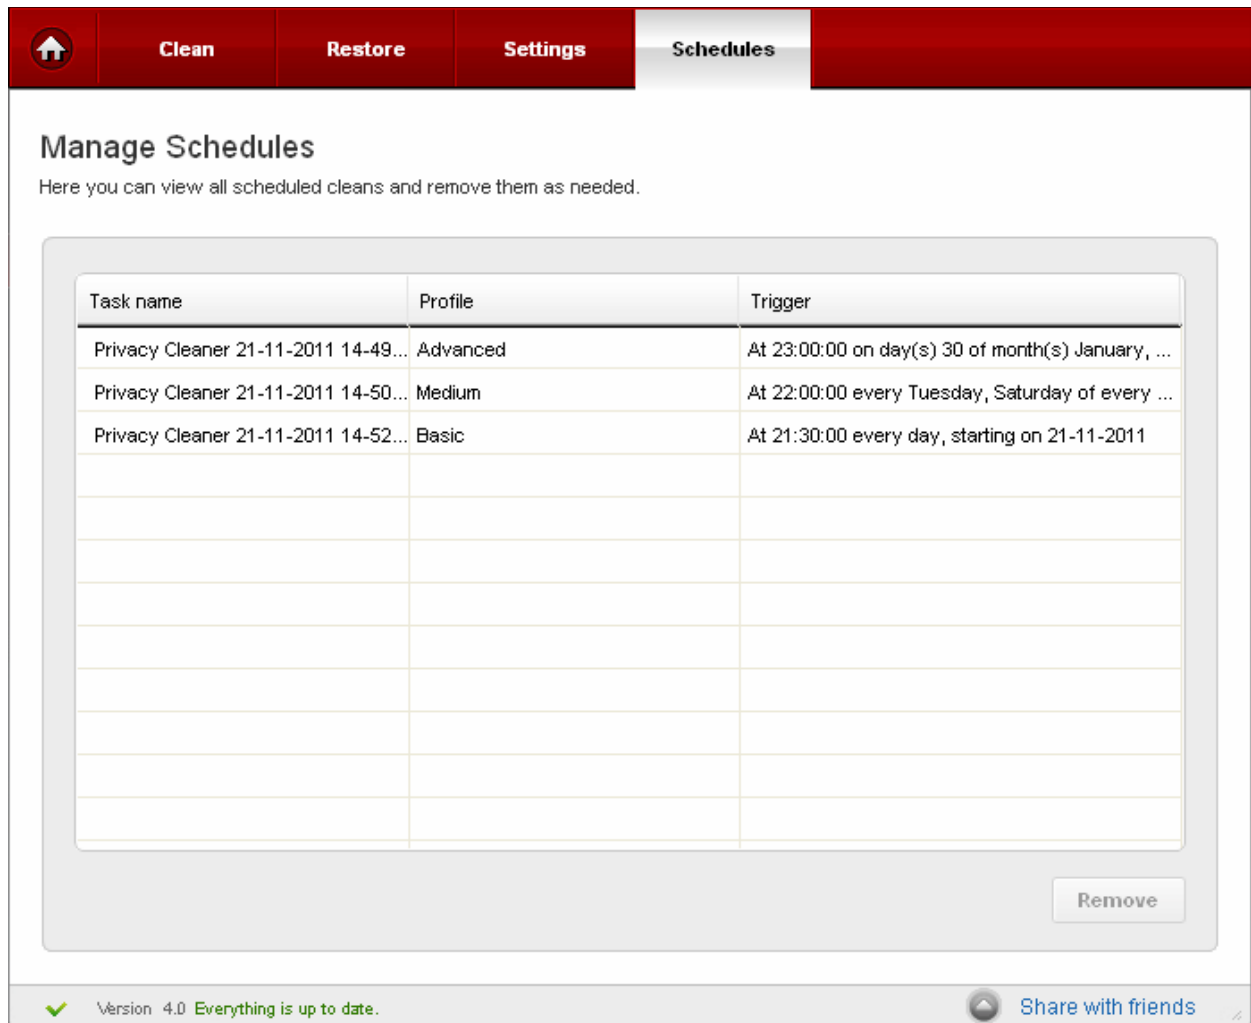 Clean Restore Settings Schedules
Manage Schedules
Here you can view all scheduled cleans and remove them as needed.
Task name Profile Trigger
Privacy Cleaner 21-11-2011 14-49... Advanced At 23:00:00 on day(s) 30 of month(s) January, ...
Privacy Cleaner 21-11-2011 14-50... Medium At 22:00:00 every Tuesday, Saturday of every ...
Privacy Cleaner 21-11-2011 14-52... Basic At 21:30:00 every day, starting on 21-11-2011
Remove
Version 4.0 Everything is up to date. Share with friends